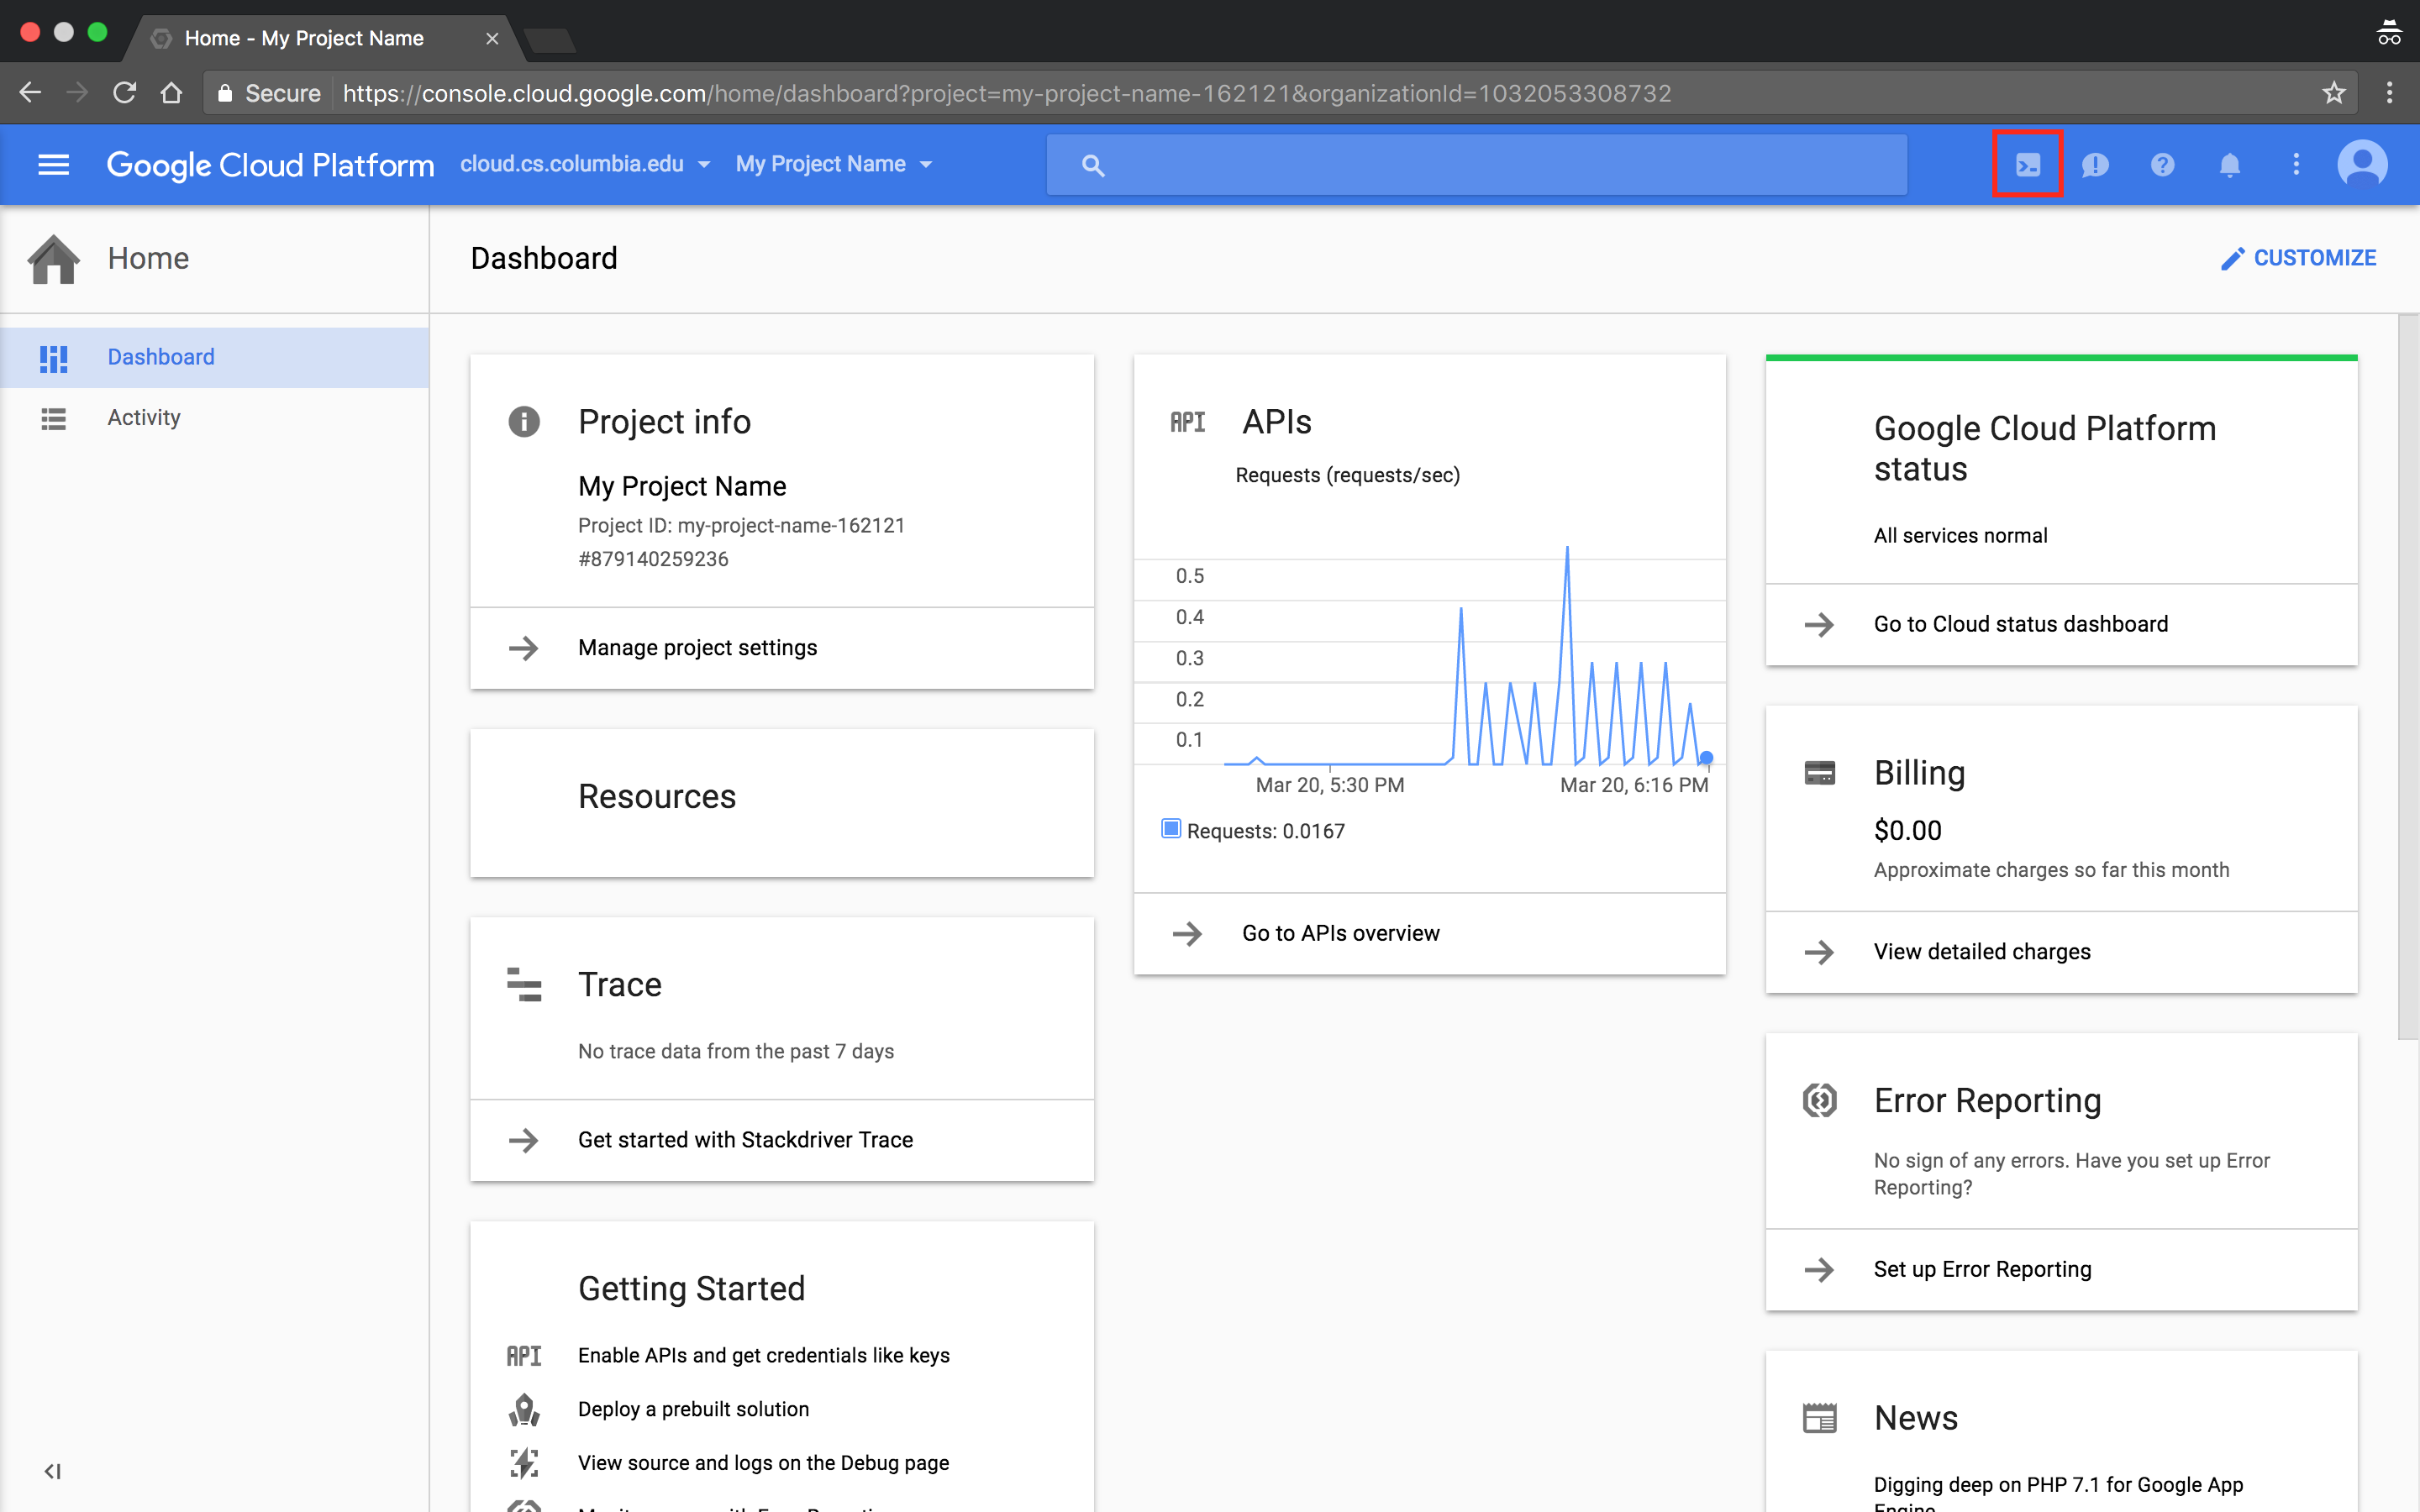 Home - My Project Name
Secure https://console.cloud.google.com/home/dashboard?project=my-project-name-162121&organizationId=1032053308732
Google Cloud Platform cloud.cs.columbia.edu My Project Name
Home
Dashboard
CUSTOMIZE
Dashboard
Activity
Project info
My Project Name
Project ID: my-project-name-162121
#879140259236
Manage project settings
Resources
Trace
No trace data from the past 7 days
Get started with Stackdriver Trace
Getting Started
API Enable APIs and get credentials like keys
Deploy a prebuilt solution
View source and logs on the Debug page
API APIs
Requests (requests/sec)
0.5
0.4
0.3
0.2
0.1
Mar 20, 5:30 PM Mar 20, 6:16 PM
Requests: 0.0167
Go to APIs overview
Google Cloud Platform
status
All services normal
Go to Cloud status dashboard
Billing
$0.00
Approximate charges so far this month
View detailed charges
Error Reporting
No sign of any errors. Have you set up Error
Reporting?
Set up Error Reporting
News
Digging deep on PHP 7.1 for Google App
Engine